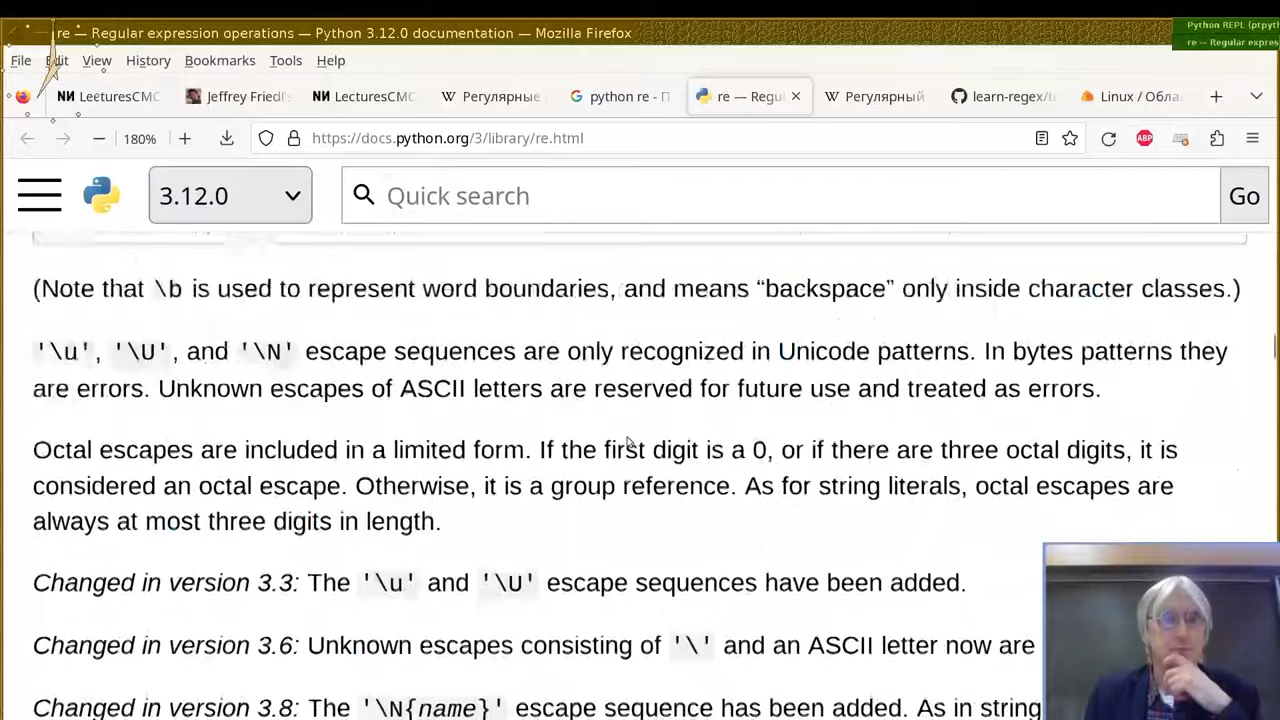 re — Regular expression operations — Python 3.12.0 documentation — Mozilla Firefox
Python REPL (ptpyt
re — Regular expres
File Edit View History Bookmarks Tools Help
LecturesCMC Jeffrey Friedl's LecturesCMC Регулярные python re - П re — Regul Регулярный learn-regex/tr Linux / Обла
180% https://docs.python.org/3/library/re.html ABP
3.12.0 Quick search Go
(Note that \b is used to represent word boundaries, and means “backspace” only inside character classes.)
'\u', '\U', and '\N' escape sequences are only recognized in Unicode patterns. In bytes patterns they
are errors. Unknown escapes of ASCII letters are reserved for future use and treated as errors.
Octal escapes are included in a limited form. If the first digit is a 0, or if there are three octal digits, it is
considered an octal escape. Otherwise, it is a group reference. As for string literals, octal escapes are
always at most three digits in length.
Changed in version 3.3: The '\u' and '\U' escape sequences have been added.
Changed in version 3.6: Unknown escapes consisting of '\' and an ASCII letter now are
Changed in version 3.8: The '\N{name}' escape sequence has been added. As in string